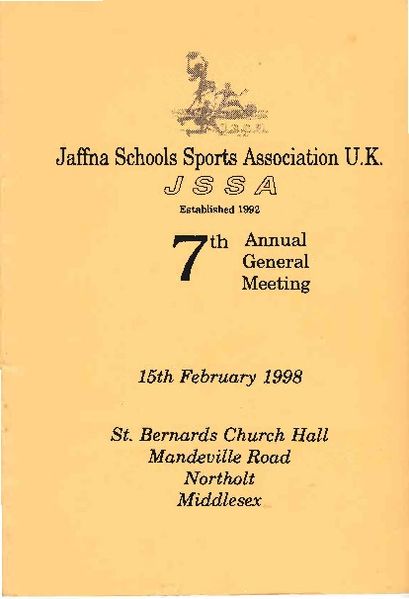 J.S.S.A.
Jaffna Schools Sports Association U.K.
JSSA
Established 1992
7th Annual
General
Meeting
15th February 1998
St. Bernards Church Hall
Mandeville Road
Northolt
Middlesex